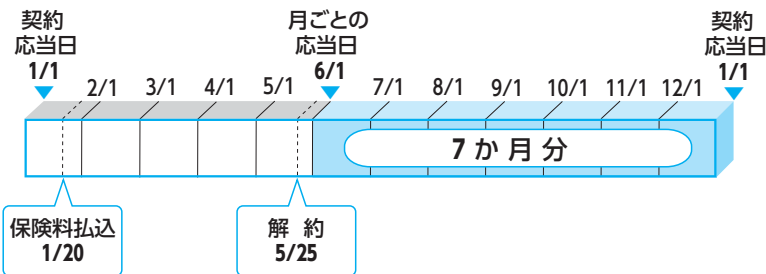 契約
応当日
1/1
月ごとの
応当日
6/1
契約
応当日
1/1
2/1 3/1 4/1 5/1 7/1 8/1 9/1 10/1 11/1 12/1
7か月分
保険料払込
1/20
解約
5/25